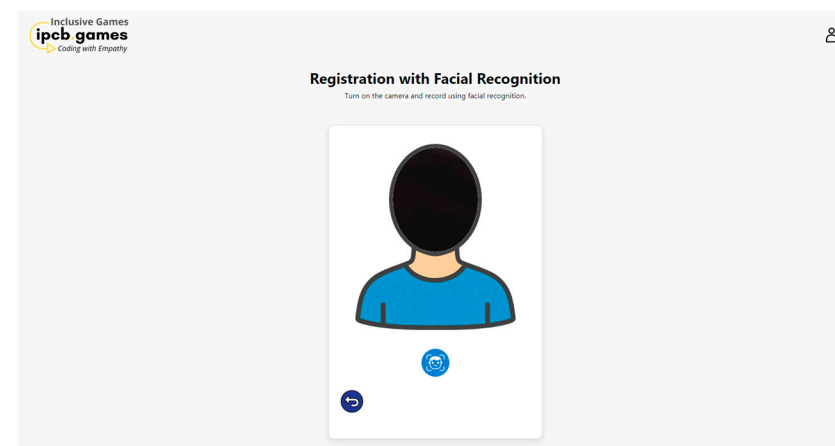 Inclusive Games
ipcb.games
Coding with Empathy
Registration with Facial Recognition
Turn on the camera and record using facial recognition.